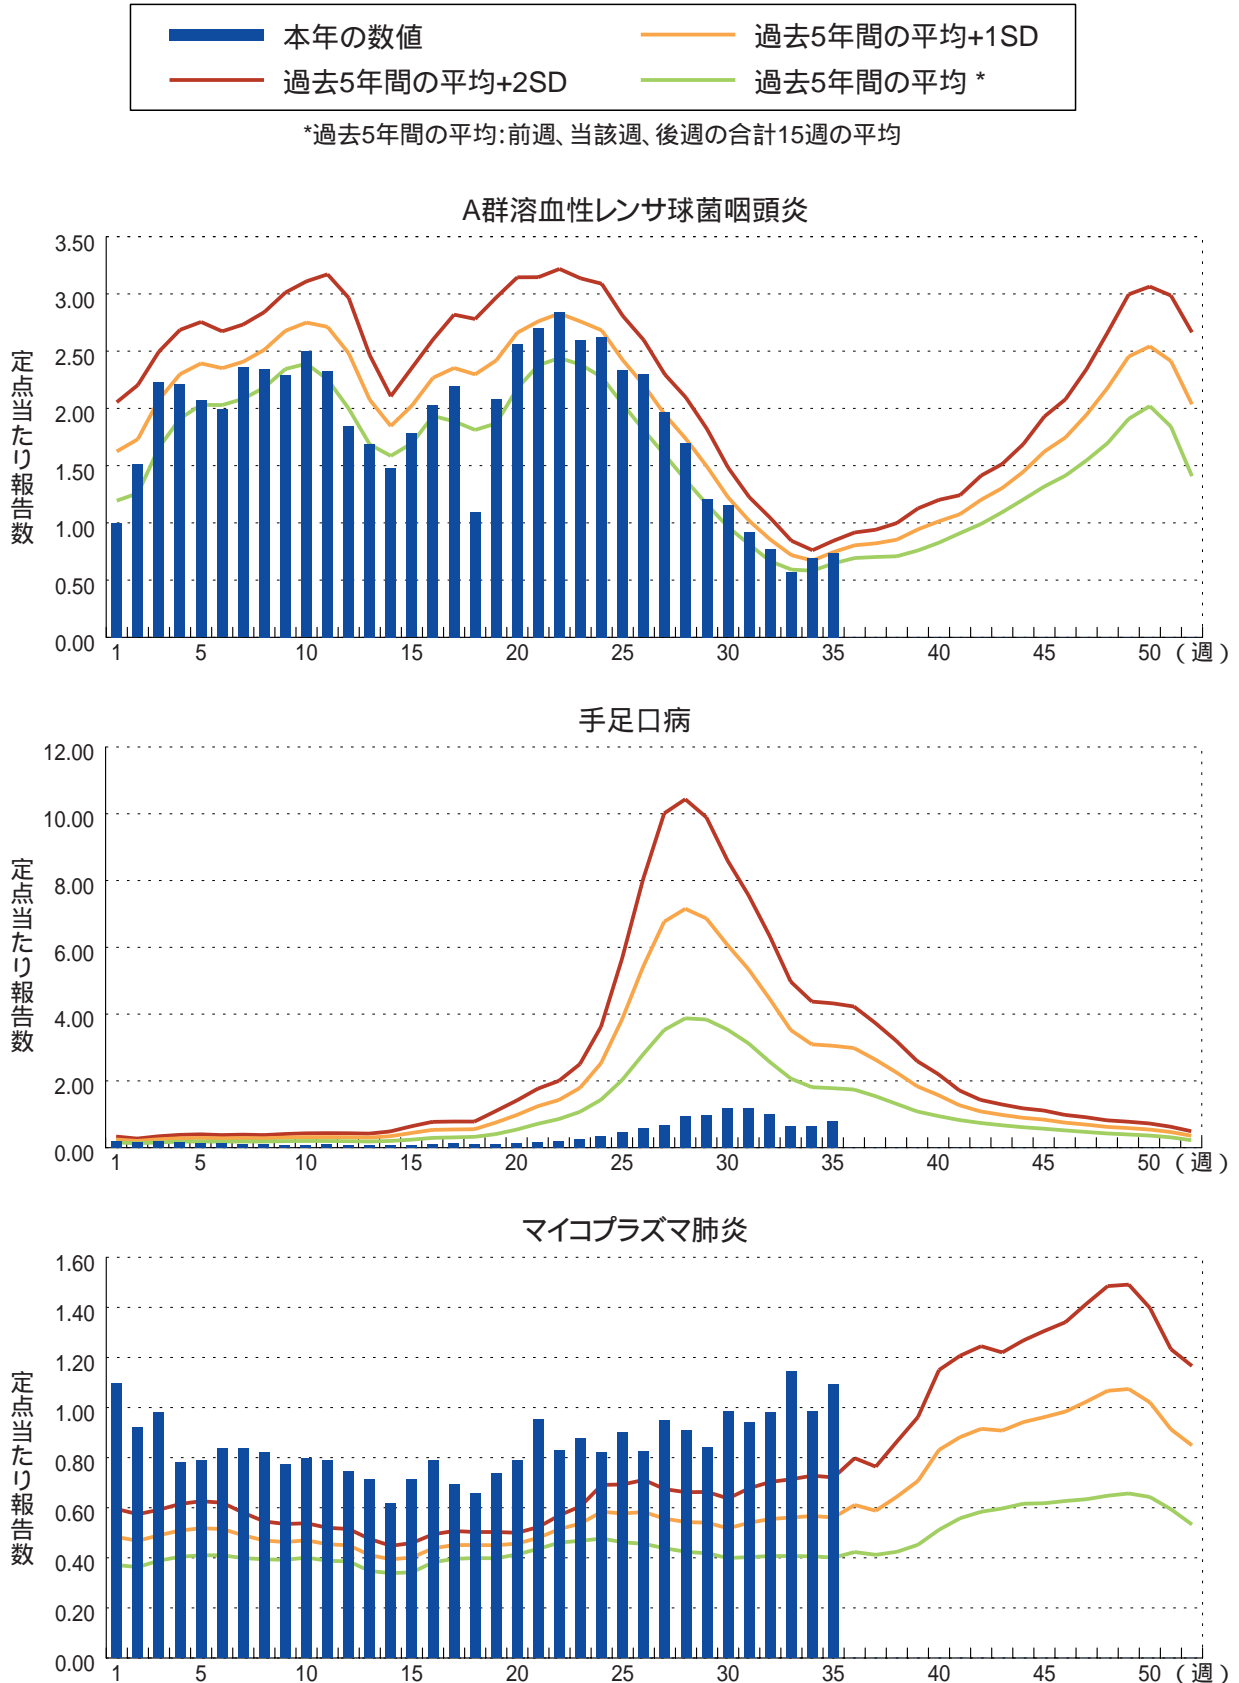 本年の数値
過去5年間の平均+1SD
過去5年間の平均+2SD
過去5年間の平均 *
*過去5年間の平均:前週、当該週、後週の合計15週の平均
A群溶血性レンサ球菌咽頭炎
定点当たり報告数
3.50
3.00
2.50
2.00
1.50
1.00
0.50
0.00
1 5 10 15 20 25 30 35 40 45 50 (週)
手足口病
定点当たり報告数
12.00
10.00
8.00
6.00
4.00
2.00
0.00
1 5 10 15 20 25 30 35 40 45 50 (週)
マイコプラズマ肺炎
定点当たり報告数
1.60
1.40
1.20
1.00
0.80
0.60
0.40
0.20
0.00
1 5 10 15 20 25 30 35 40 45 50 (週)